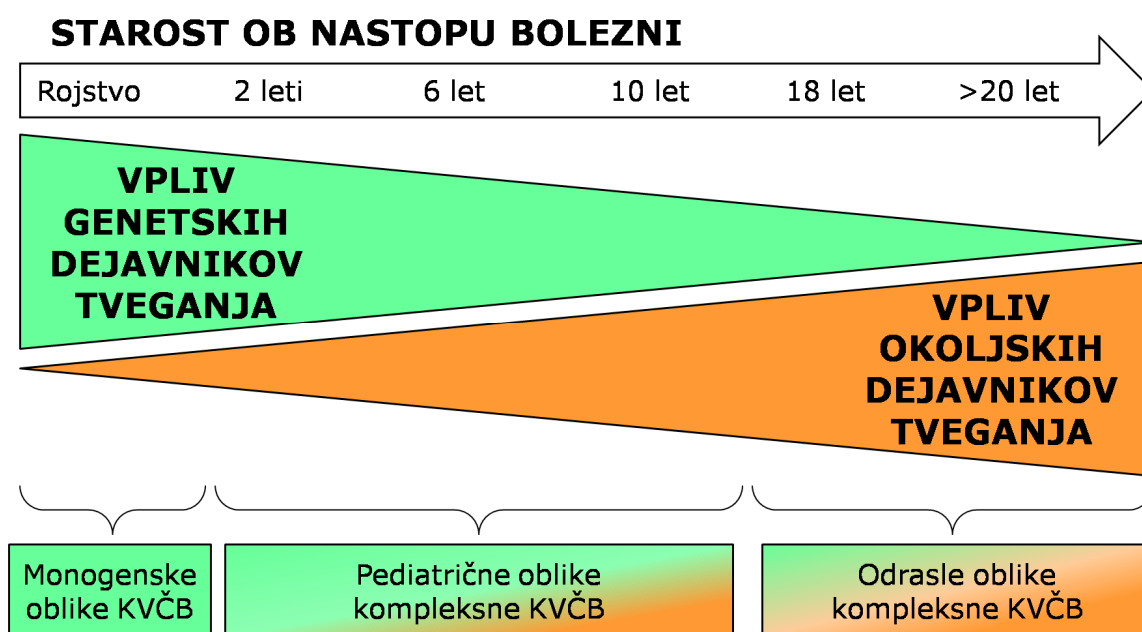 STAROST OB NASTOPU BOLEZNI
Rojstvo 2 leti 6 let 10 let 18 let >20 let
VPLIV
GENETSKIH
DEJAVNIKOV
TVEGANJA
VPLIV
OKOLJSKIH
DEJAVNIKOV
TVEGANJA
Monogenske
oblike KVČB
Pediatrične oblike
kompleksne KVČB
Odrasle oblike
kompleksne KVČB